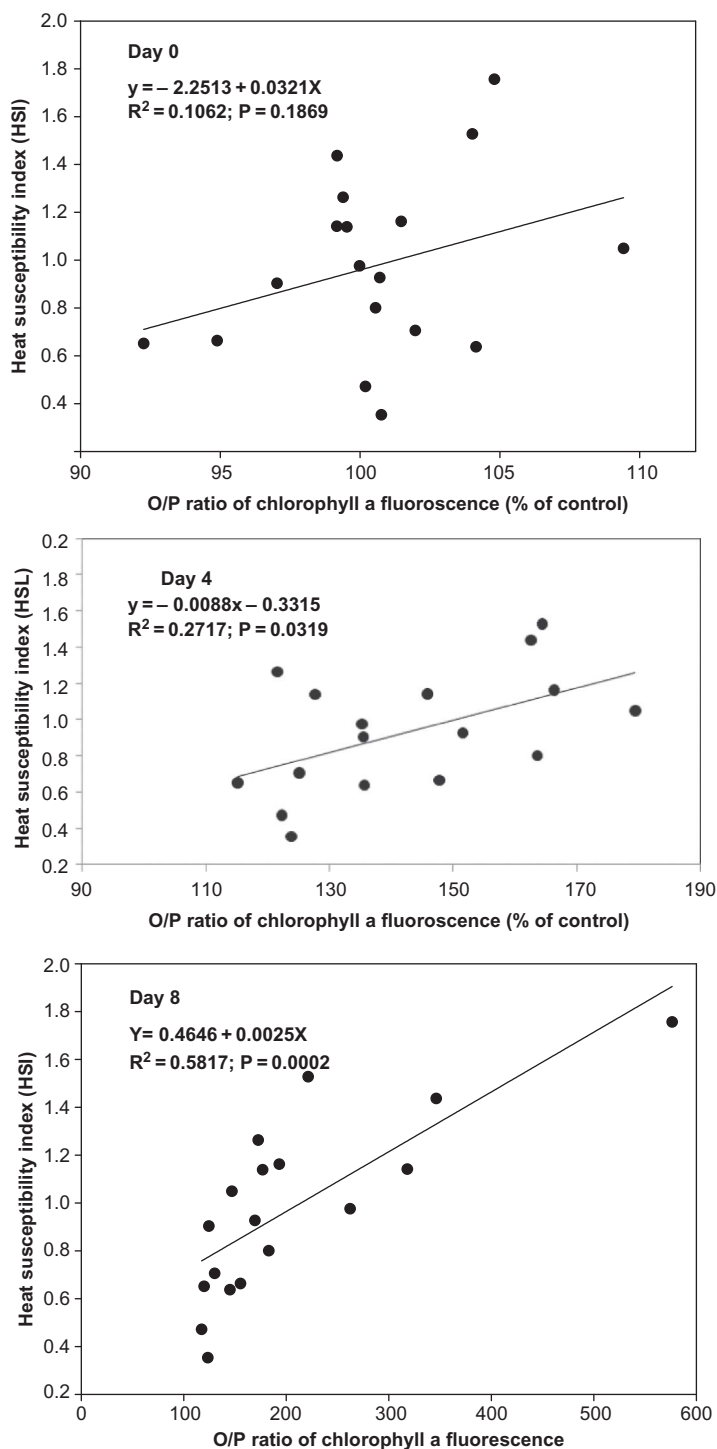 2.0
Day 0
y = – 2.2513 + 0.0321X
R² = 0.1062; P = 0.1869
1.8
1.6
1.4
1.2
1.0
0.8
0.6
0.4
Heat susceptibility index (HSI)
90 95 100 105 110
O/P ratio of chlorophyll a fluoroscence (% of control)
0.2
Day 4
y = – 0.0088x – 0.3315
R² = 0.2717; P = 0.0319
1.8
1.6
1.4
1.2
1.0
0.8
0.6
0.4
0.2
Heat susceptibility index (HSL)
90 110 130 150 170 190
O/P ratio of chlorophyll a fluoroscence (% of control)
2.0
Day 8
Y= 0.4646 + 0.0025X
R² = 0.5817; P = 0.0002
1.8
1.6
1.4
1.2
1.0
0.8
0.6
0.4
0.2
Heat susceptibility index (HSI)
0 100 200 300 400 500 600
O/P ratio of chlorophyll a fluorescence